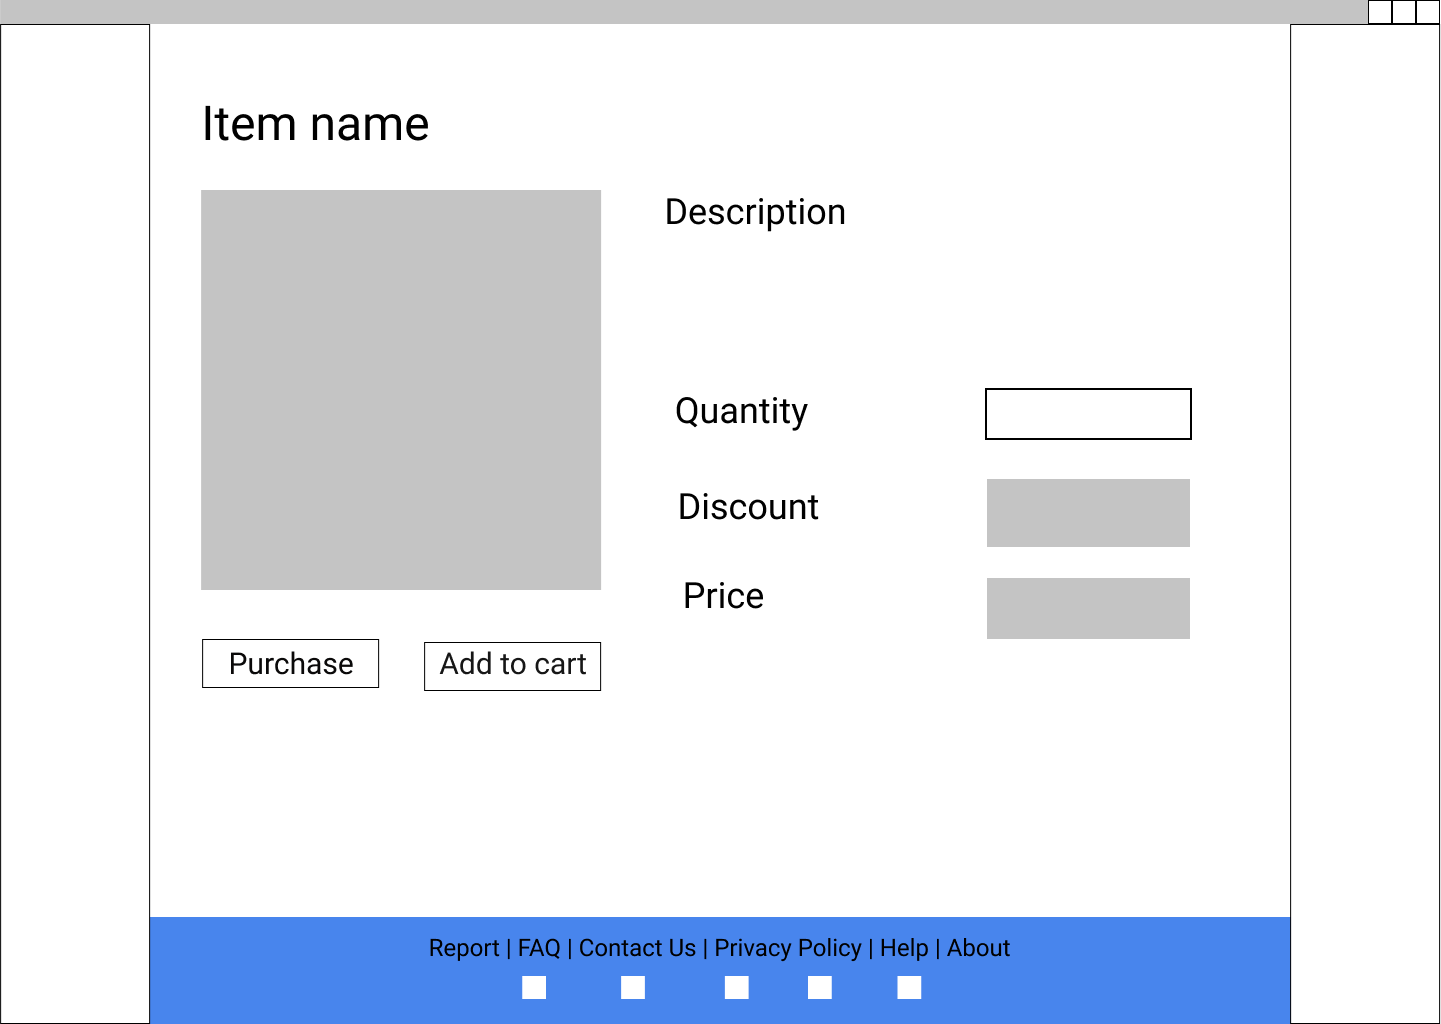 Item name
Description
Quantity
Discount
Price
Purchase
Add to cart
Report | FAQ | Contact Us | Privacy Policy | Help | About